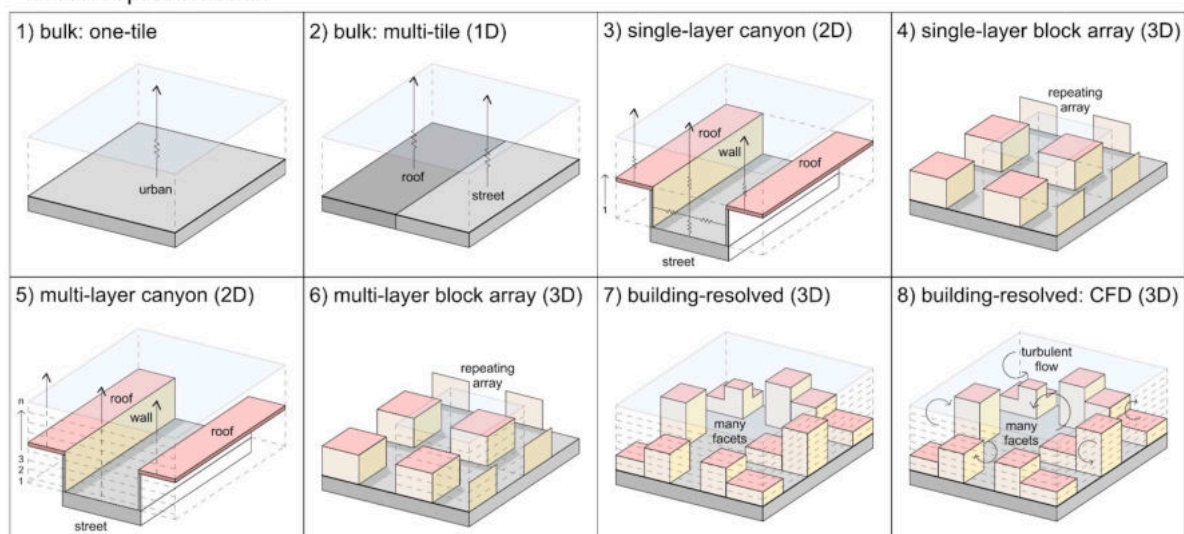 1) bulk: one-tile
urban
2) bulk: multi-tile (1D)
roof
street
3) single-layer canyon (2D)
roof
wall
roof
1
street
4) single-layer block array (3D)
repeating
array
5) multi-layer canyon (2D)
n
roof
wall
roof
3
2
1
street
6) multi-layer block array (3D)
repeating
array
7) building-resolved (3D)
many
facets
8) building-resolved: CFD (3D)
turbulent
flow
many
facets